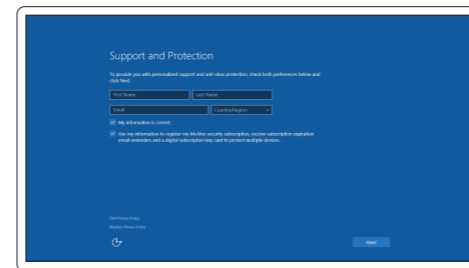 Support and Protection
To provide you with personalized support and anti-virus protection, check both preferences below and
click Next.
First Name
Last Name
Email
Country/Region
My information is correct.
Use my information to register my McAfee security subscription, receive subscription expiration
email reminders and a digital subscription key card to protect multiple devices.
Dell Privacy Policy
McAfee Privacy Policy
Next